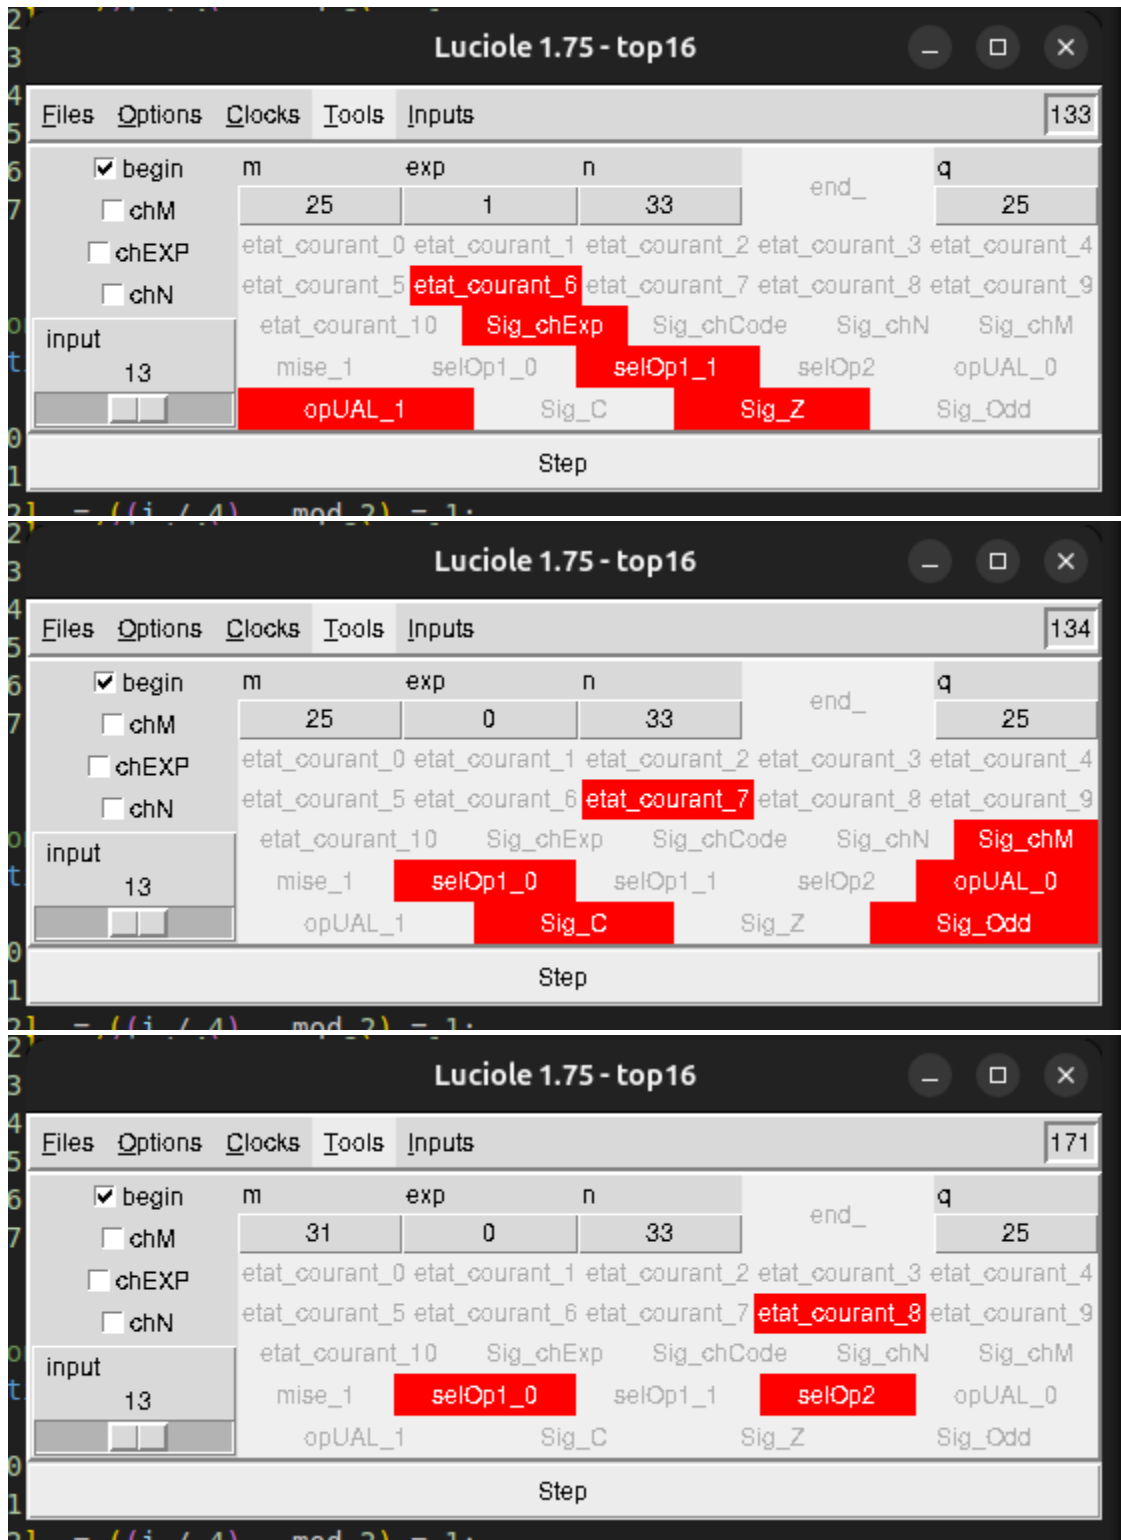 Luciole 1.75 - top16
Files Options Clocks Tools Inputs 133
begin m exp n end_ q
chM 25 1 33 25
chEXP etat_courant_0 etat_courant_1 etat_courant_2 etat_courant_3 etat_courant_4
chN etat_courant_5 etat_courant_6 etat_courant_7 etat_courant_8 etat_courant_9
input etat_courant_10 Sig_chExp Sig_chCode Sig_chN Sig_chM
13 mise_1 selOp1_0 selOp1_1 selOp2 opUAL_0
opUAL_1 Sig_C Sig_Z Sig_Odd
Step
Luciole 1.75 - top16
Files Options Clocks Tools Inputs 134
begin m exp n end_ q
chM 25 0 33 25
chEXP etat_courant_0 etat_courant_1 etat_courant_2 etat_courant_3 etat_courant_4
chN etat_courant_5 etat_courant_6 etat_courant_7 etat_courant_8 etat_courant_9
input etat_courant_10 Sig_chExp Sig_chCode Sig_chN Sig_chM
13 mise_1 selOp1_0 selOp1_1 selOp2 opUAL_0
opUAL_1 Sig_C Sig_Z Sig_Odd
Step
Luciole 1.75 - top16
Files Options Clocks Tools Inputs 171
begin m exp n end_ q
chM 31 0 33 25
chEXP etat_courant_0 etat_courant_1 etat_courant_2 etat_courant_3 etat_courant_4
chN etat_courant_5 etat_courant_6 etat_courant_7 etat_courant_8 etat_courant_9
input etat_courant_10 Sig_chExp Sig_chCode Sig_chN Sig_chM
13 mise_1 selOp1_0 selOp1_1 selOp2 opUAL_0
opUAL_1 Sig_C Sig_Z Sig_Odd
Step